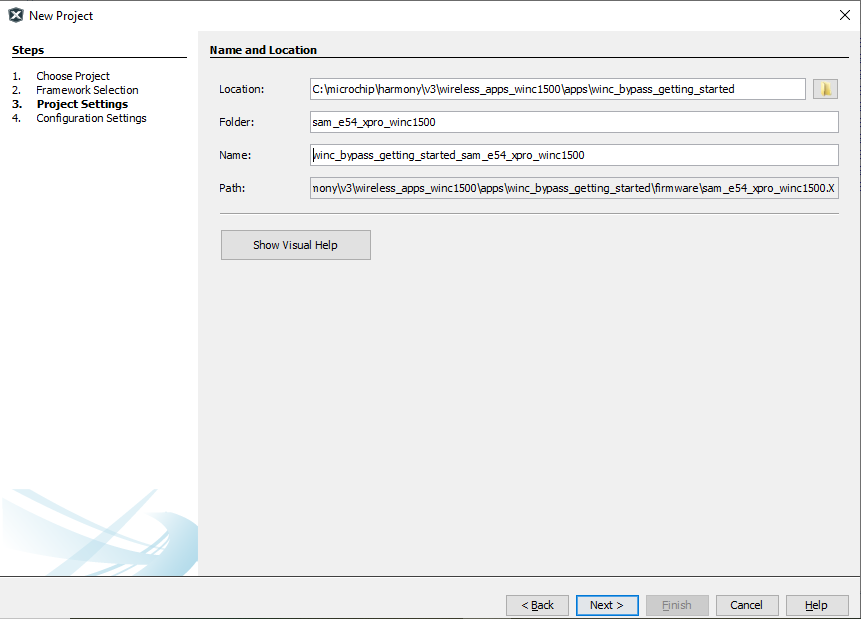 New Project
Steps
1. Choose Project
2. Framework Selection
3. Project Settings
4. Configuration Settings
Name and Location
Location: C:\microchip\harmony\v3\wireless_apps_winc1500\apps\winc_bypass_getting_started
Folder: sam_e54_xpro_winc1500
Name: winc_bypass_getting_started_sam_e54_xpro_winc1500
Path: mony\v3\wireless_apps_winc1500\apps\winc_bypass_getting_started\firmware\sam_e54_xpro_winc1500.X
Show Visual Help
< Back Next > Finish Cancel Help